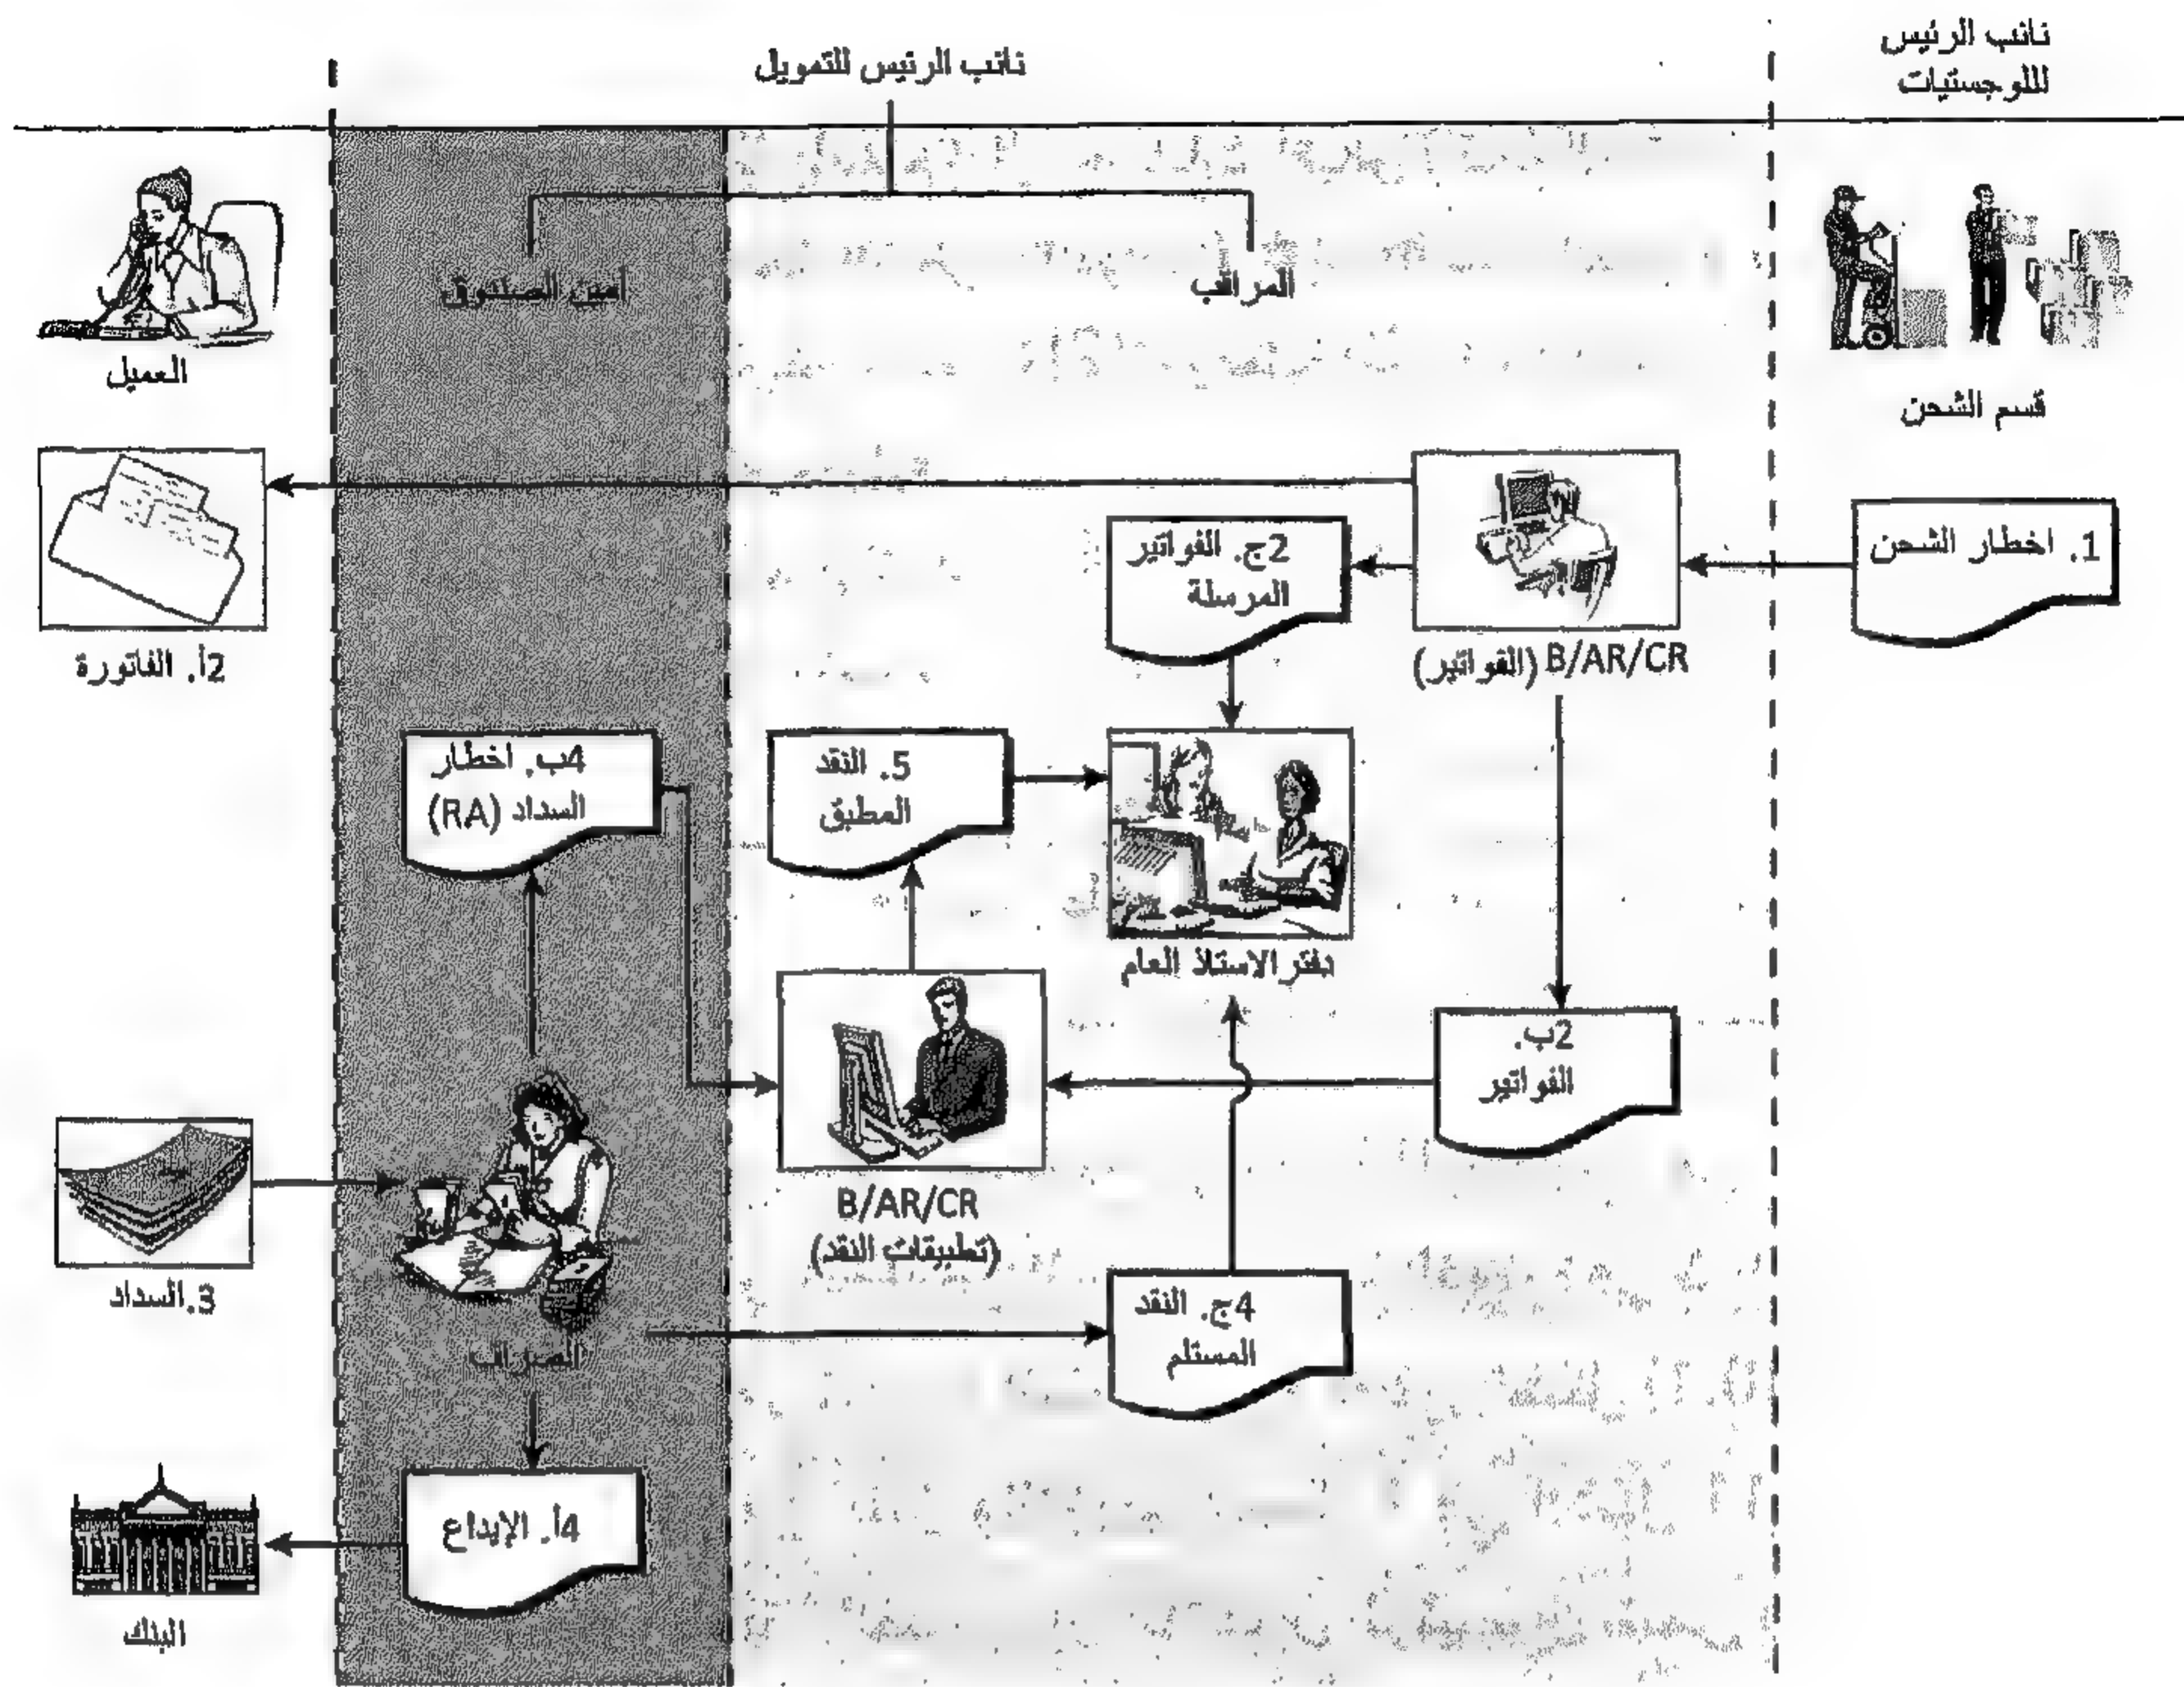 نائب الرئيس
لللوجستيات
نائب الرئيس للتمويل
المراقب
أمين الصندوق
العميل
قسم الشحن
1. اخطار الشحن
B/AR/CR (الفواتير)
2ج. الفواتير
المرسلة
2أ. الفاتورة
4ب. اخطار
السداد (RA)
5. النقد
المطبق
دفتر الاستاذ العام
2ب.
الفواتير
B/AR/CR
(تطبيقات النقد)
3.السداد
الصراف
4ج. النقد
المستلم
4أ. الإيداع
البنك